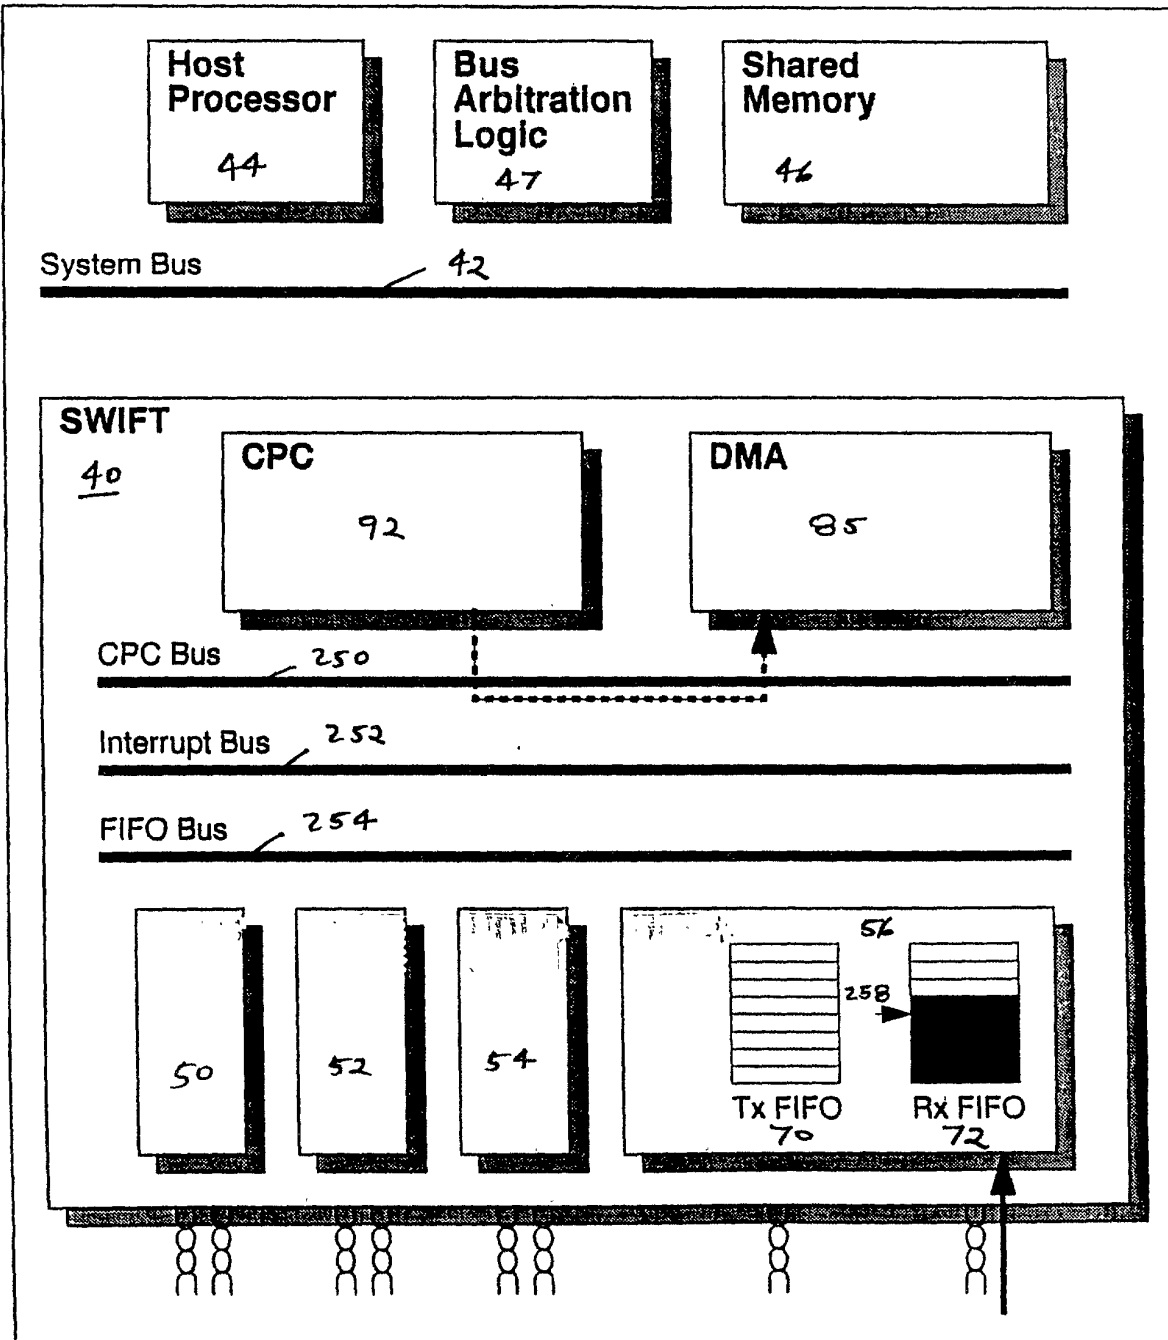 Host
Processor
44
Bus
Arbitration
Logic
47
Shared
Memory
46
System Bus
42
SWIFT
40
CPC
92
DMA
85
CPC Bus
250
Interrupt Bus
252
FIFO Bus
254
50
52
54
56
258
Tx FIFO
70
Rx FIFO
72